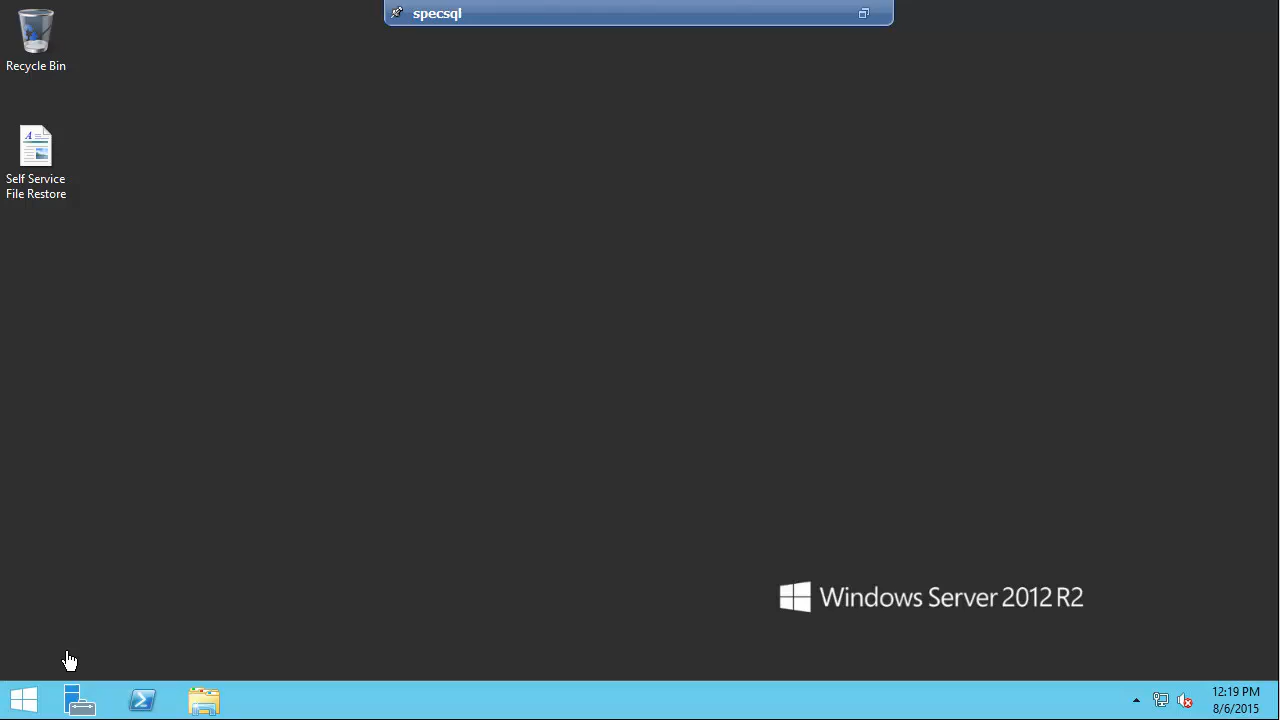 specsql
Recycle Bin
Self Service
File Restore
Windows Server 2012 R2
12:19 PM
8/6/2015